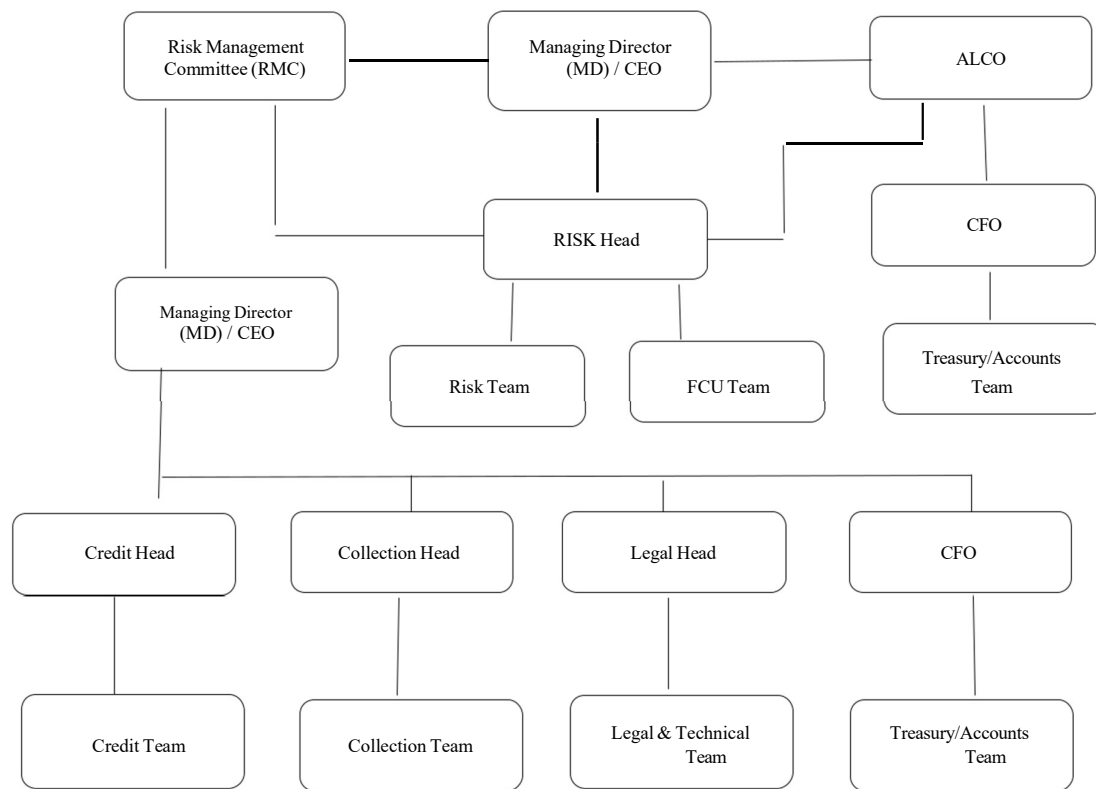 Risk Management
Committee (RMC)
Managing Director
(MD) / CEO
ALCO
RISK Head
CFO
Managing Director
(MD) / CEO
Risk Team
FCU Team
Treasury/Accounts
Team
Credit Head
Collection Head
Legal Head
CFO
Credit Team
Collection Team
Legal & Technical
Team
Treasury/Accounts
Team